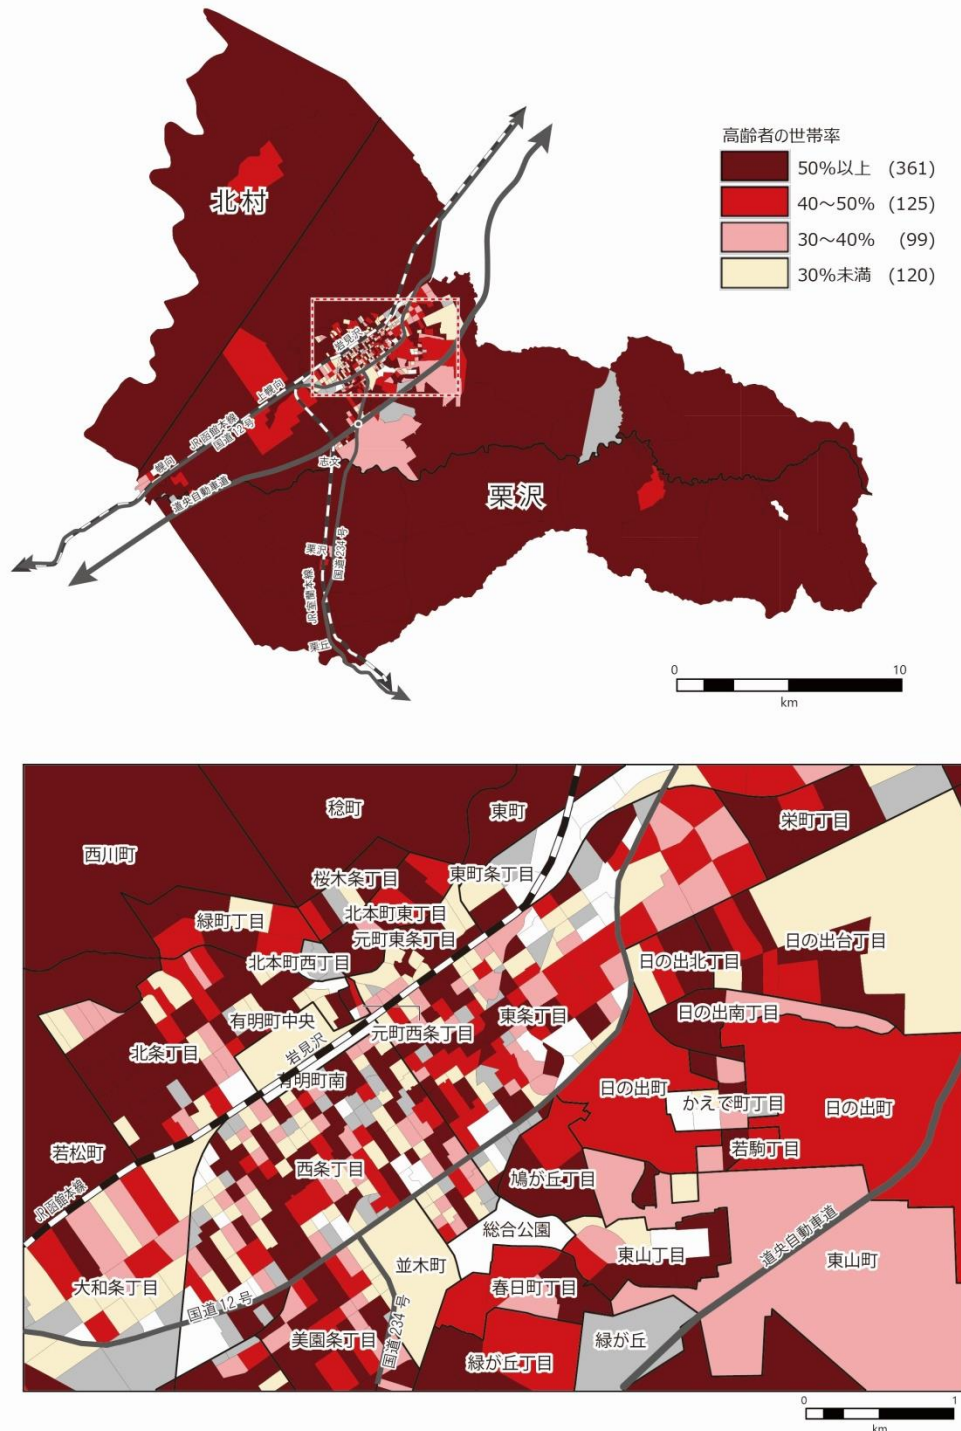 高齢者の世帯率
50%以上 (361)
40～50% (125)
30～40% (99)
30%未満 (120)
北村
岩見沢
上幌向
JR函館本線
国道12号
幌向
道央自動車道
志文
栗沢
栗沢
国道234号
JR室蘭本線
栗丘
0 10
km
稔町
東町
西川町
栄町丁目
桜木条丁目
東町条丁目
緑町丁目
北本町東丁目
元町東条丁目
日の出台丁目
北本町西丁目
日の出北丁目
有明町中央
日の出南丁目
元町西条丁目
東条丁目
北条丁目
岩見沢
有明町南
日の出町
かえで町丁目
日の出町
若松町
西条丁目
若駒丁目
鳩が丘丁目
JR函館本線
総合公園
道央自動車道
東山丁目
東山町
並木町
大和条丁目
春日町丁目
国道12号
国道234号
美園条丁目
緑が丘
緑が丘丁目
0 1
km